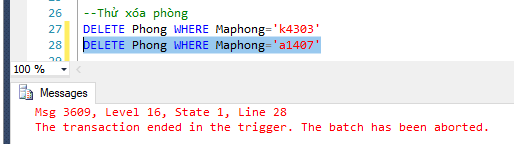 26 --Thử xóa phòng
27 DELETE Phong WHERE Maphong='k4303'
28 DELETE Phong WHERE Maphong='a1407'
100 %
Messages
Msg 3609, Level 16, State 1, Line 28
The transaction ended in the trigger. The batch has been aborted.